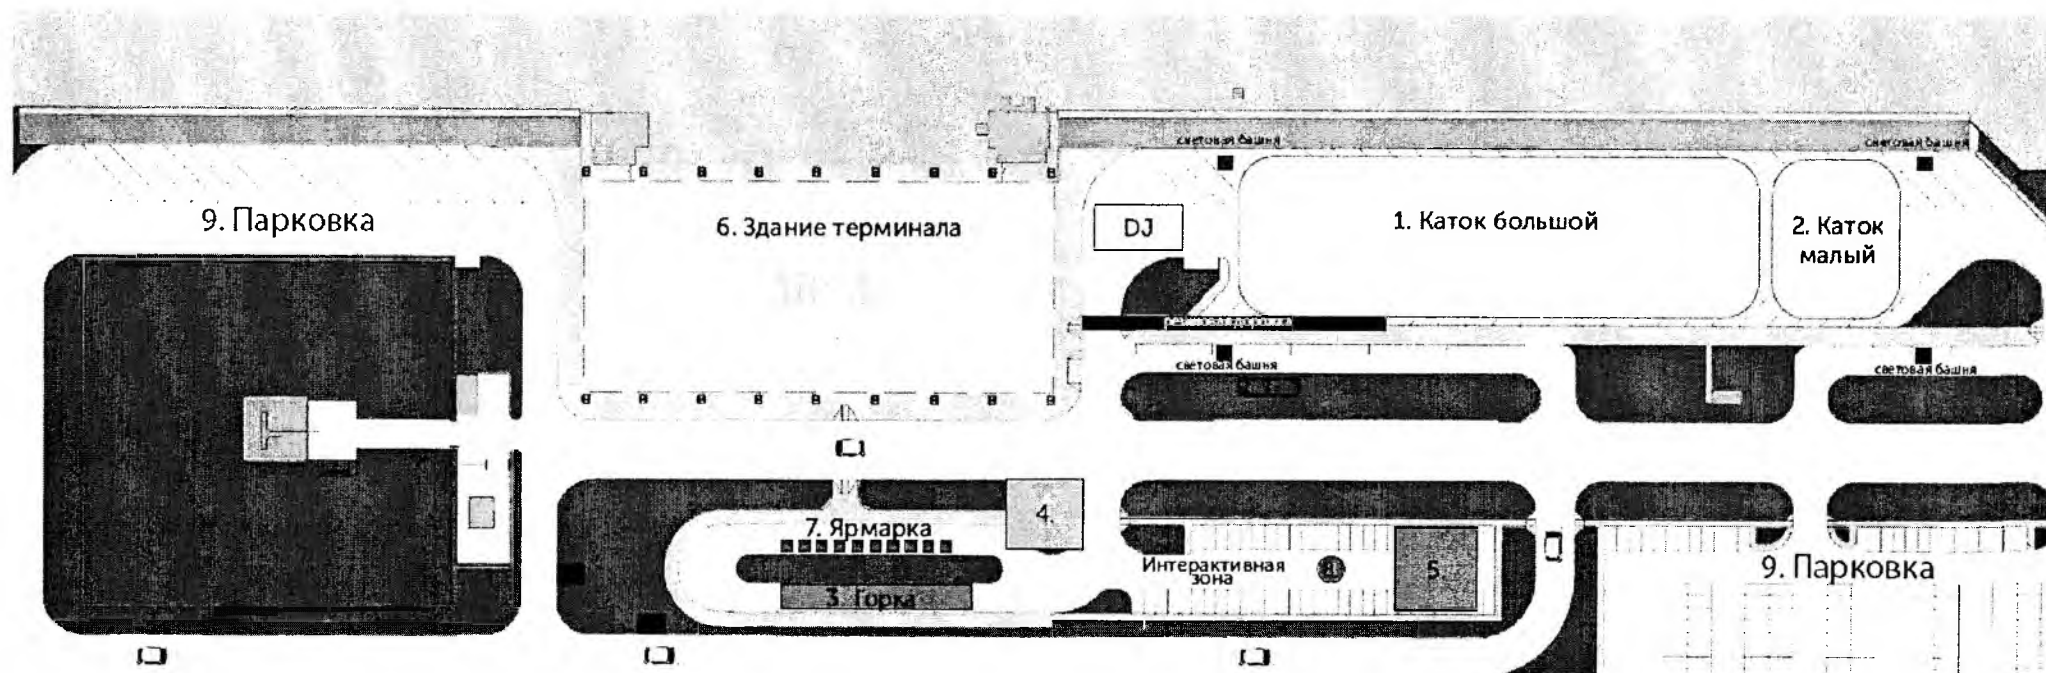 световая башня
световая башня
9. Парковка
6. Здание терминала
DJ
1. Каток большой
2. Каток
малый
резиновая дорожка
световая башня
световая башня
4.
7. Ярмарка
Интерактивная
зона
8.
5.
9. Парковка
3. Горка